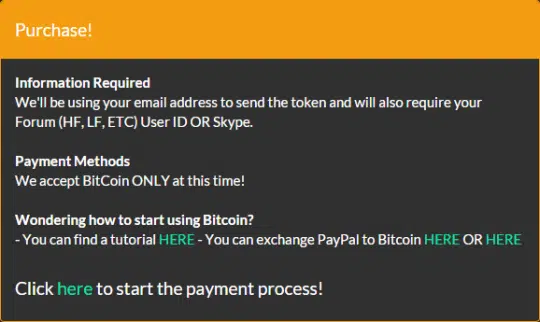 Purchase!
Information Required
We'll be using your email address to send the token and will also require your
Forum (HF, LF, ETC) User ID OR Skype.
Payment Methods
We accept BitCoin ONLY at this time!
Wondering how to start using Bitcoin?
- You can find a tutorial HERE - You can exchange PayPal to Bitcoin HERE OR HERE
Click here to start the payment process!